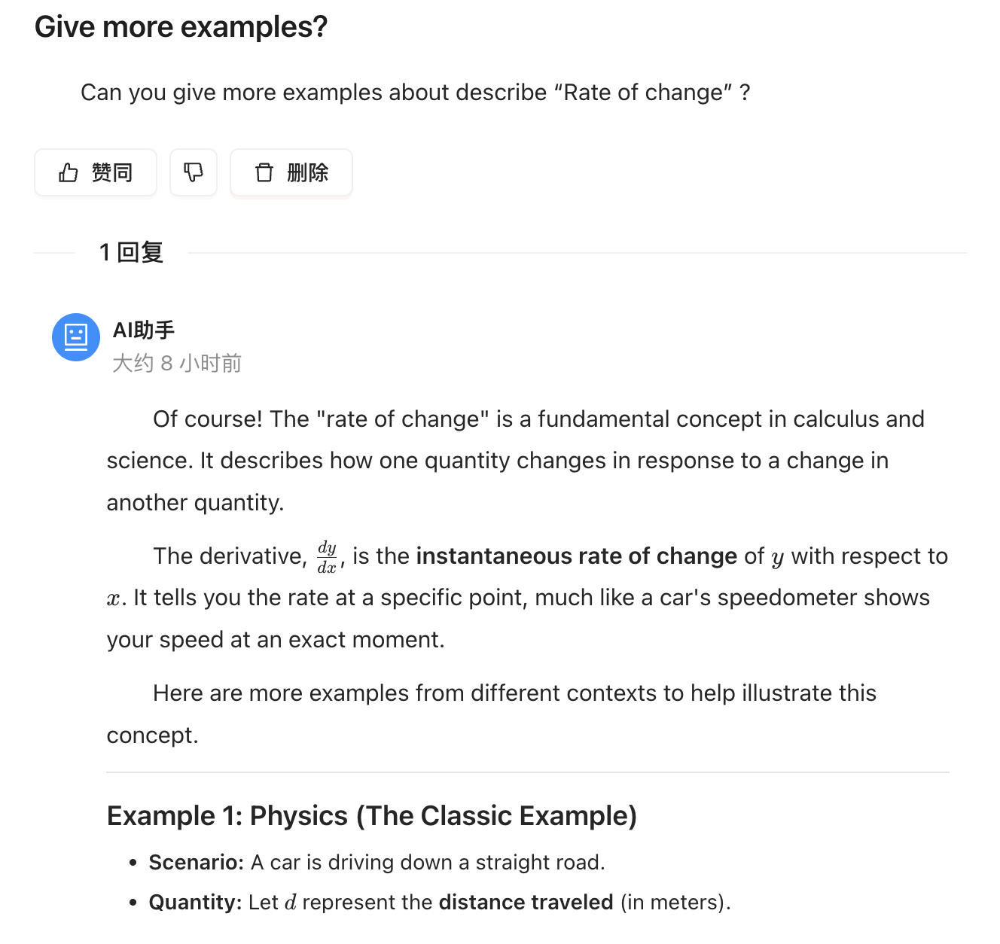 Give more examples?
Can you give more examples about describe “Rate of change” ?
赞同
删除
1 回复
AI助手
大约 8 小时前
Of course! The "rate of change" is a fundamental concept in calculus and
science. It describes how one quantity changes in response to a change in
another quantity.
The derivative, dy/dx, is the instantaneous rate of change of y with respect to
x. It tells you the rate at a specific point, much like a car's speedometer shows
your speed at an exact moment.
Here are more examples from different contexts to help illustrate this
concept.
Example 1: Physics (The Classic Example)
• Scenario: A car is driving down a straight road.
• Quantity: Let d represent the distance traveled (in meters).